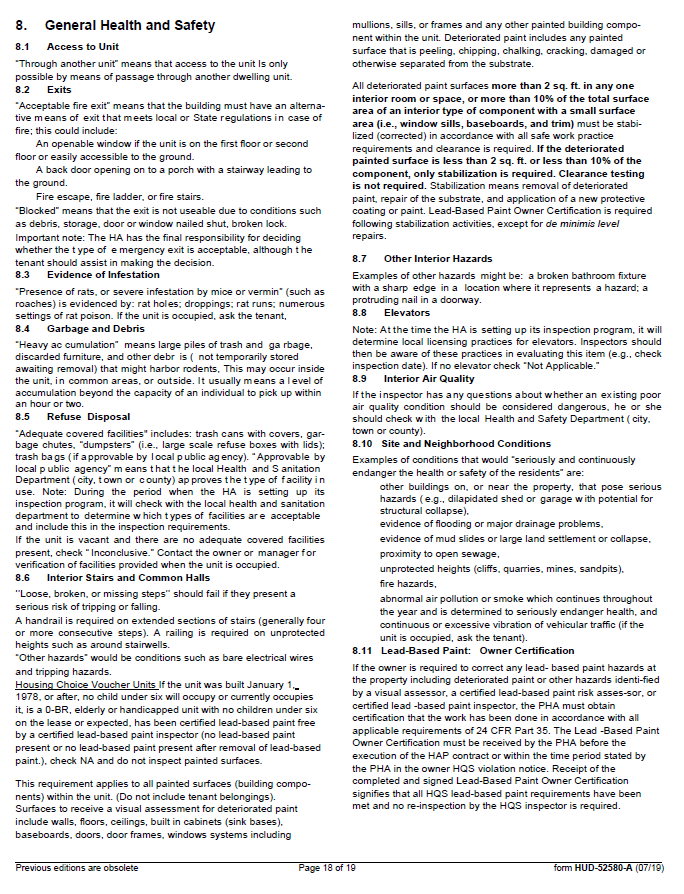 8. General Health and Safety
8.1 Access to Unit
"Through another unit" means that access to the unit Is only
possible by means of passage through another dwelling unit.
8.2 Exits
"Acceptable fire exit" means that the building must have an alterna-
tive means of exit that meets local or State regulations in case of
fire; this could include:
An openable window if the unit is on the first floor or second
floor or easily accessible to the ground.
A back door opening on to a porch with a stairway leading to
the ground.
Fire escape, fire ladder, or fire stairs.
"Blocked" means that the exit is not useable due to conditions such
as debris, storage, door or window nailed shut, broken lock.
Important note: The HA has the final responsibility for deciding
whether the type of emergency exit is acceptable, although the
tenant should assist in making the decision.
8.3 Evidence of Infestation
"Presence of rats, or severe infestation by mice or vermin" (such as
roaches) is evidenced by: rat holes; droppings; rat runs; numerous
settings of rat poison. If the unit is occupied, ask the tenant,
8.4 Garbage and Debris
"Heavy accumulation" means large piles of trash and garbage,
discarded furniture, and other debris (not temporarily stored
awaiting removal) that might harbor rodents, This may occur inside
the unit, in common areas, or outside. It usually means a level of
accumulation beyond the capacity of an individual to pick up within
an hour or two.
8.5 Refuse Disposal
"Adequate covered facilities" includes: trash cans with covers, gar-
bage chutes, "dumpsters" (i.e., large scale refuse boxes with lids);
trash bags (if approvable by local public agency). "Approvable by
local public agency" means that the local Health and Sanitation
Department (city, town or county) approves the type of facility in
use. Note: During the period when the HA is setting up its
inspection program, it will check with the local health and sanitation
department to determine which types of facilities are acceptable
and include this in the inspection requirements.
If the unit is vacant and there are no adequate covered facilities
present, check "Inconclusive." Contact the owner or manager for
verification of facilities provided when the unit is occupied.
8.6 Interior Stairs and Common Halls
"Loose, broken, or missing steps" should fail if they present a
serious risk of tripping or falling.
A handrail is required on extended sections of stairs (generally four
or more consecutive steps). A railing is required on unprotected
heights such as around stairwells.
"Other hazards" would be conditions such as bare electrical wires
and tripping hazards.
Housing Choice Voucher Units If the unit was built January 1,
1978, or after, no child under six will occupy or currently occupies
it, is a 0-BR, elderly or handicapped unit with no children under six
on the lease or expected, has been certified lead-based paint free
by a certified lead-based paint inspector (no lead-based paint
present or no lead-based paint present after removal of lead-based
paint.), check NA and do not inspect painted surfaces.
This requirement applies to all painted surfaces (building compo-
nents) within the unit. (Do not include tenant belongings).
Surfaces to receive a visual assessment for deteriorated paint
include walls, floors, ceilings, built in cabinets (sink bases),
baseboards, doors, door frames, windows systems including
mullions, sills, or frames and any other painted building compo-
nent within the unit. Deteriorated paint includes any painted
surface that is peeling, chipping, chalking, cracking, damaged or
otherwise separated from the substrate.
All deteriorated paint surfaces more than 2 sq. ft. in any one
interior room or space, or more than 10% of the total surface
area of an interior type of component with a small surface
area (i.e., window sills, baseboards, and trim) must be stabi-
lized (corrected) in accordance with all safe work practice
requirements and clearance is required. If the deteriorated
painted surface is less than 2 sq. ft. or less than 10% of the
component, only stabilization is required. Clearance testing
is not required. Stabilization means removal of deteriorated
paint, repair of the substrate, and application of a new protective
coating or paint. Lead-Based Paint Owner Certification is required
following stabilization activities, except for de minimis level
repairs.
8.7 Other Interior Hazards
Examples of other hazards might be: a broken bathroom fixture
with a sharp edge in a location where it represents a hazard; a
protruding nail in a doorway.
8.8 Elevators
Note: At the time the HA is setting up its inspection program, it will
determine local licensing practices for elevators. Inspectors should
then be aware of these practices in evaluating this item (e.g., check
inspection date). If no elevator check "Not Applicable."
8.9 Interior Air Quality
If the inspector has any questions about whether an existing poor
air quality condition should be considered dangerous, he or she
should check with the local Health and Safety Department (city,
town or county).
8.10 Site and Neighborhood Conditions
Examples of conditions that would "seriously and continuously
endanger the health or safety of the residents" are:
other buildings on, or near the property, that pose serious
hazards (e.g., dilapidated shed or garage with potential for
structural collapse),
evidence of flooding or major drainage problems,
evidence of mud slides or large land settlement or collapse,
proximity to open sewage,
unprotected heights (cliffs, quarries, mines, sandpits),
fire hazards,
abnormal air pollution or smoke which continues throughout
the year and is determined to seriously endanger health, and
continuous or excessive vibration of vehicular traffic (if the
unit is occupied, ask the tenant).
8.11 Lead-Based Paint: Owner Certification
If the owner is required to correct any lead- based paint hazards at
the property including deteriorated paint or other hazards identi-fied
by a visual assessor, a certified lead-based paint risk asses-sor, or
certified lead -based paint inspector, the PHA must obtain
certification that the work has been done in accordance with all
applicable requirements of 24 CFR Part 35. The Lead -Based Paint
Owner Certification must be received by the PHA before the
execution of the HAP contract or within the time period stated by
the PHA in the owner HQS violation notice. Receipt of the
completed and signed Lead-Based Paint Owner Certification
signifies that all HQS lead-based paint requirements have been
met and no re-inspection by the HQS inspector is required.
Previous editions are obsolete
Page 18 of 19
form HUD-52580-A (07/19)